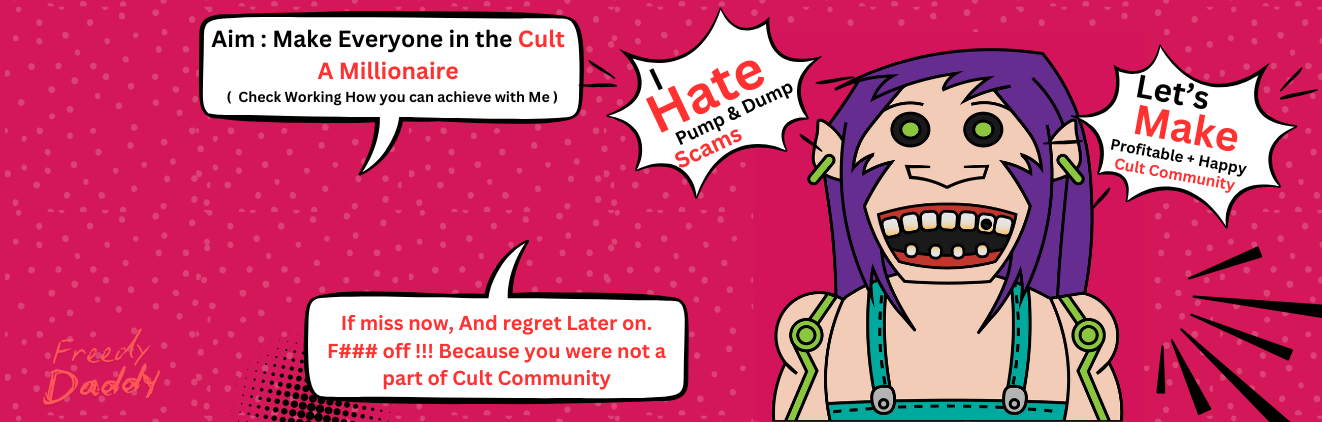 Aim : Make Everyone in the Cult
A Millionaire
( Check Working How you can achieve with Me )
I
Hate
Pump & Dump
Scams
Let's
Make
Profitable + Happy
Cult Community
If miss now, And regret Later on.
F### off !!! Because you were not a
part of Cult Community
Freedy
Daddy